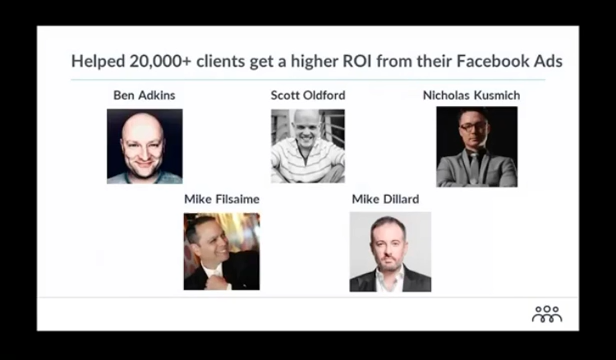 Helped 20,000+ clients get a higher ROI from their Facebook Ads
Ben Adkins
Scott Oldford
Nicholas Kusmich
Mike Filsaime
Mike Dillard